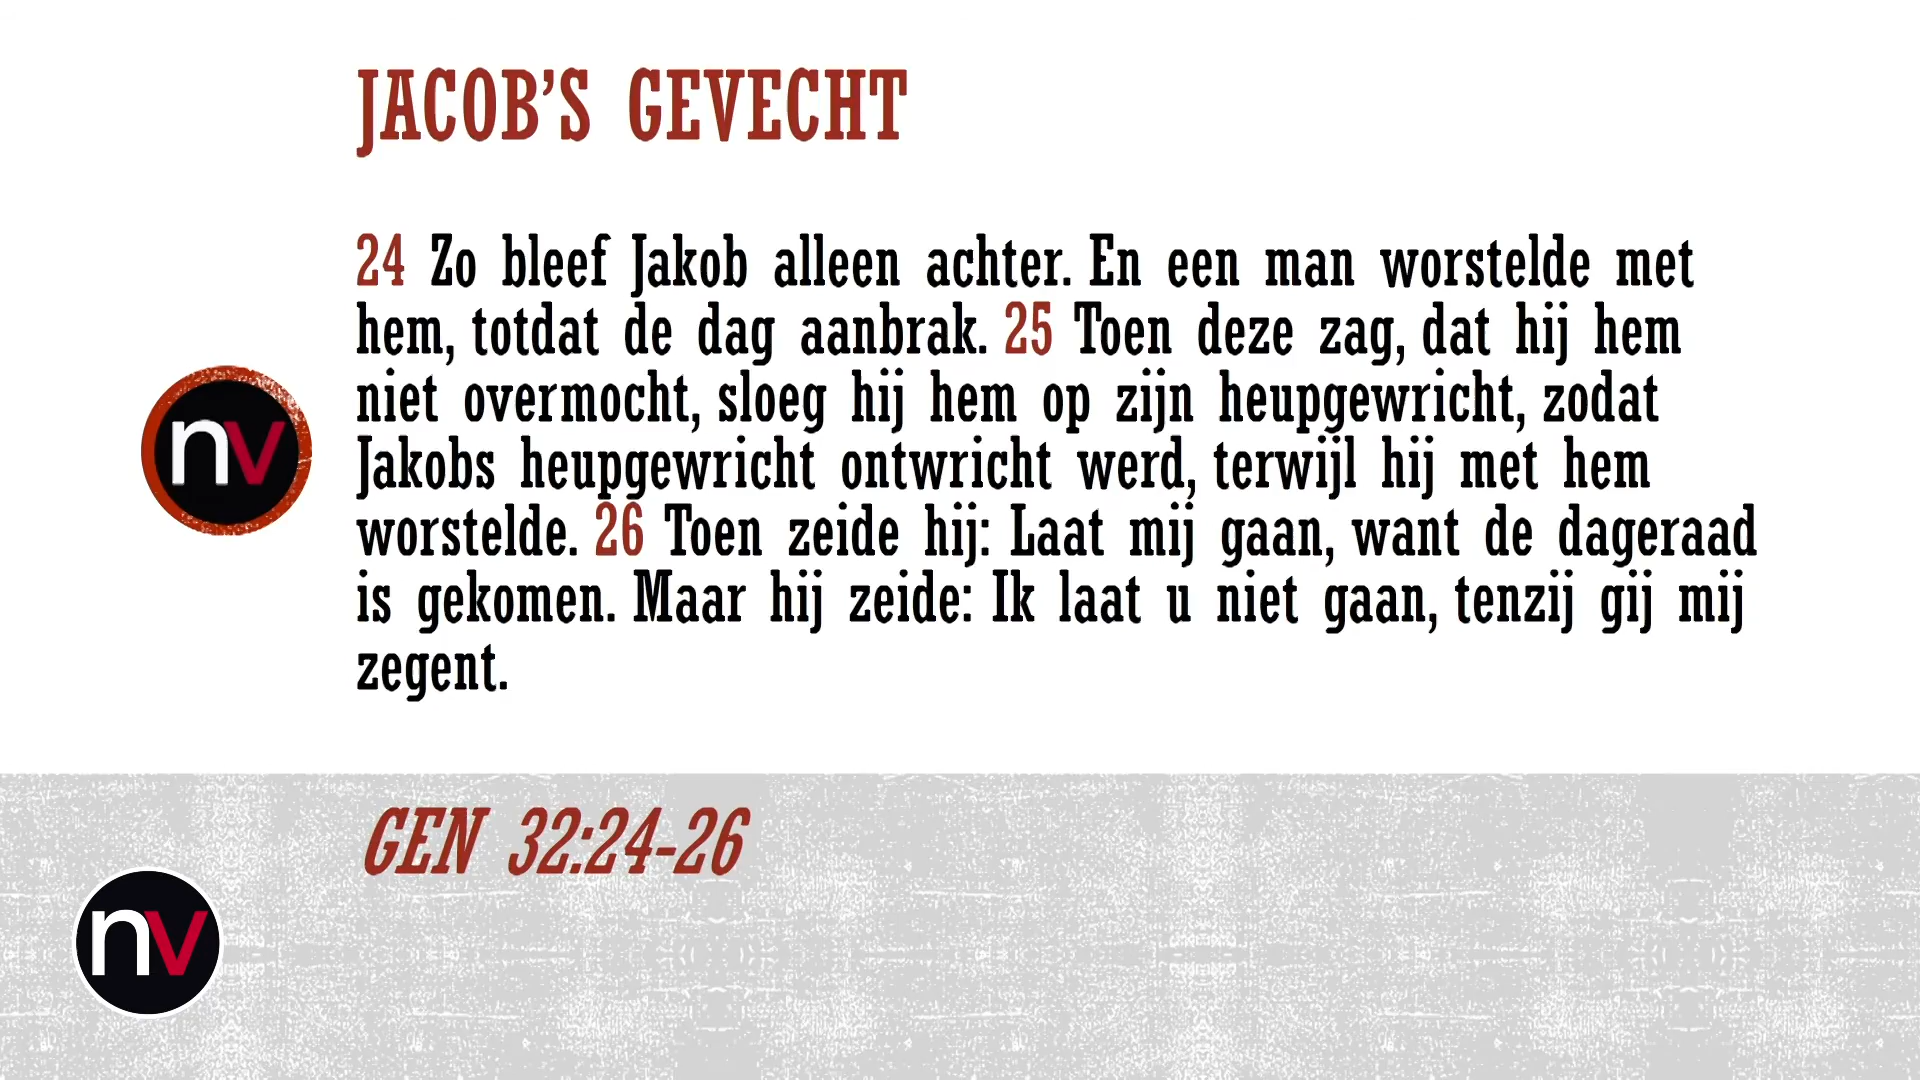 JACOB’S GEVECHT
24 Zo bleef Jakob alleen achter. En een man worstelde met
hem, totdat de dag aanbrak. 25 Toen deze zag, dat hij hem
niet overmocht, sloeg hij hem op zijn heupgewricht, zodat
Jakobs heupgewricht ontwricht werd, terwijl hij met hem
worstelde. 26 Toen zeide hij: Laat mij gaan, want de dageraad
is gekomen. Maar hij zeide: Ik laat u niet gaan, tenzij gij mij
zegent.
nv
GEN 32:24-26
nv